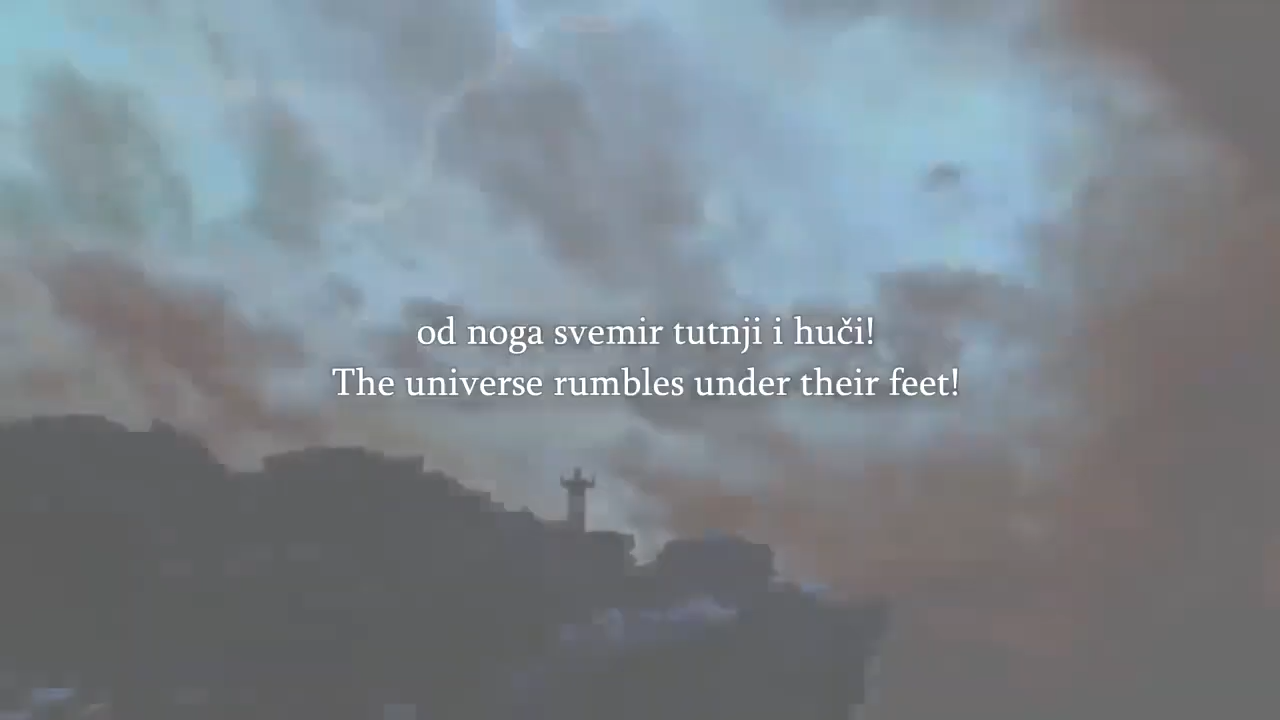 od noga svemir tutnji i huči!
The universe rumbles under their feet!